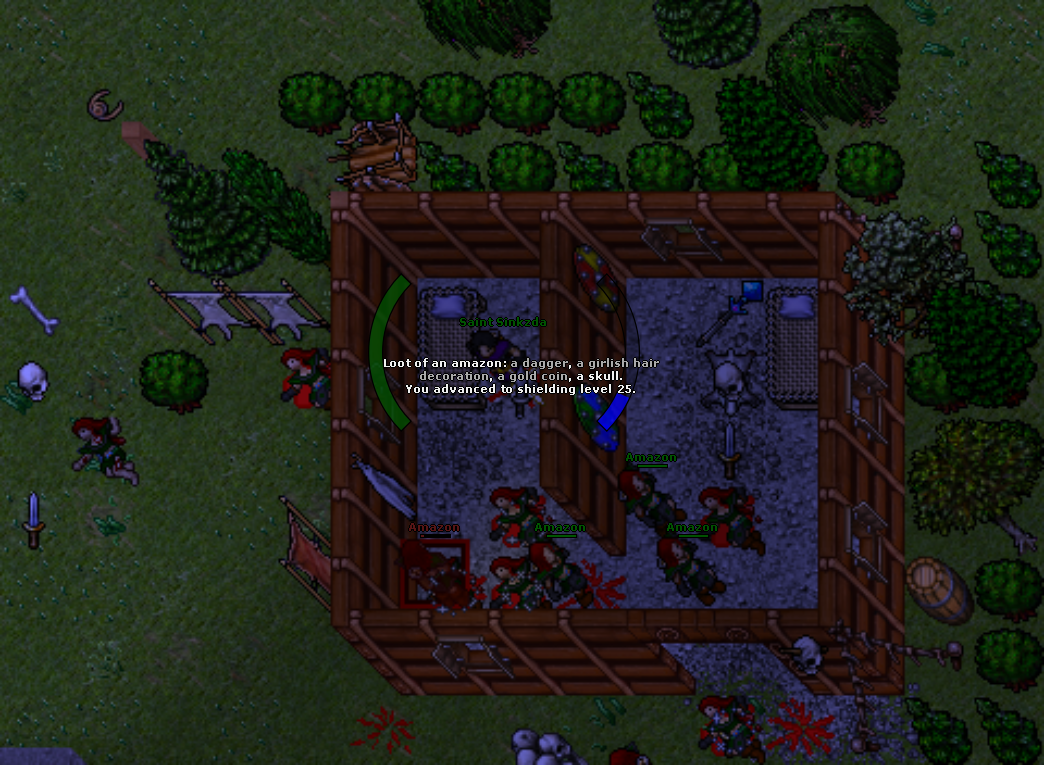 Saint Sinkzda
Loot of an amazon: a dagger, a girlish hair
decoration, a gold coin, a skull.
You advanced to shielding level 25.
Amazon
Amazon
Amazon
Amazon